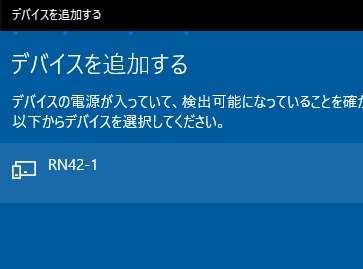 デバイスを追加する
デバイスを追加する
デバイスの電源が入っていて、検出可能になっていることを確
以下からデバイスを選択してください。
RN42-1